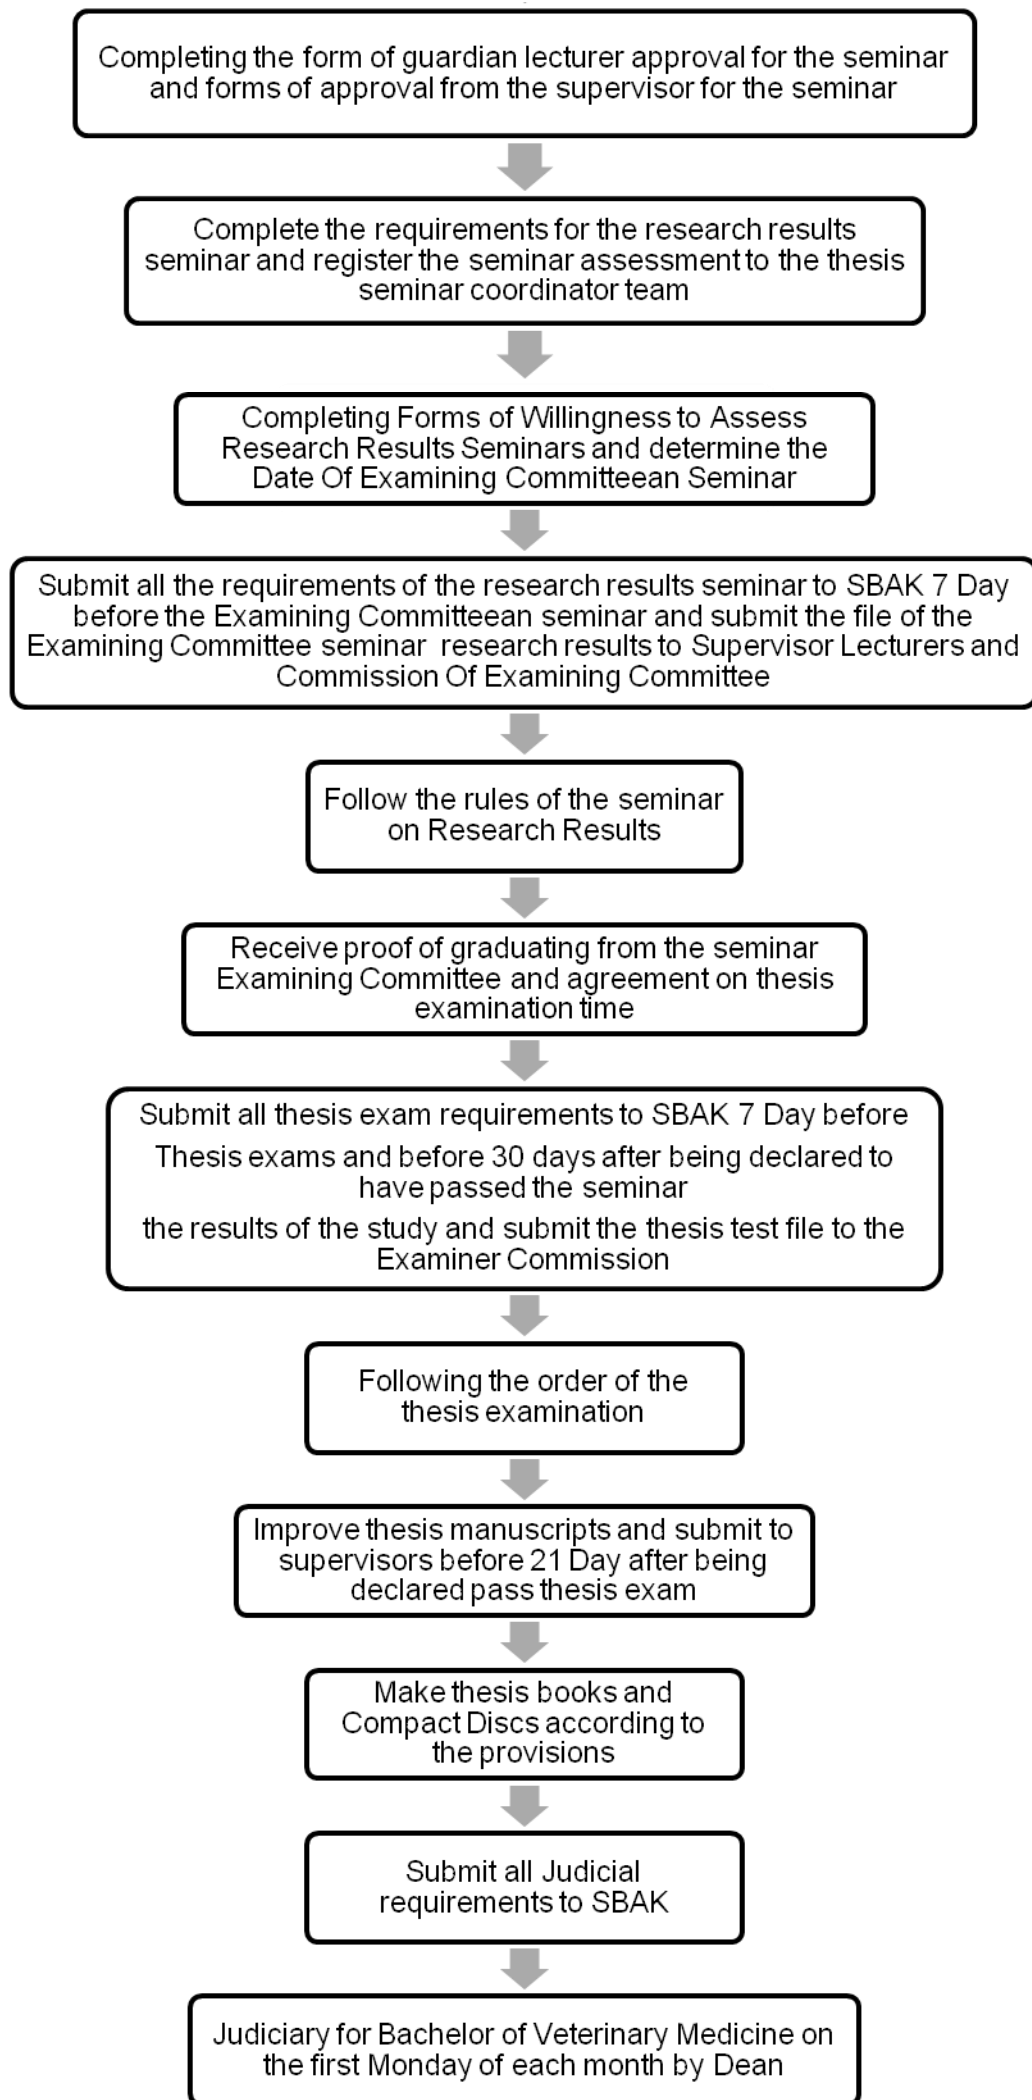 Completing the form of guardian lecturer approval for the seminar
and forms of approval from the supervisor for the seminar
Complete the requirements for the research results
seminar and register the seminar assessment to the thesis
seminar coordinator team
Completing Forms of Willingness to Assess
Research Results Seminars and determine the
Date Of Examining Committeean Seminar
Submit all the requirements of the research results seminar to SBAK 7 Day
before the Examining Committeean seminar and submit the file of the
Examining Committee seminar research results to Supervisor Lecturers and
Commission Of Examining Committee
Follow the rules of the seminar
on Research Results
Receive proof of graduating from the seminar
Examining Committee and agreement on thesis
examination time
Submit all thesis exam requirements to SBAK 7 Day before
Thesis exams and before 30 days after being declared to
have passed the seminar
the results of the study and submit the thesis test file to the
Examiner Commission
Following the order of the
thesis examination
Improve thesis manuscripts and submit to
supervisors before 21 Day after being
declared pass thesis exam
Make thesis books and
Compact Discs according to
the provisions
Submit all Judicial
requirements to SBAK
Judiciary for Bachelor of Veterinary Medicine on
the first Monday of each month by Dean